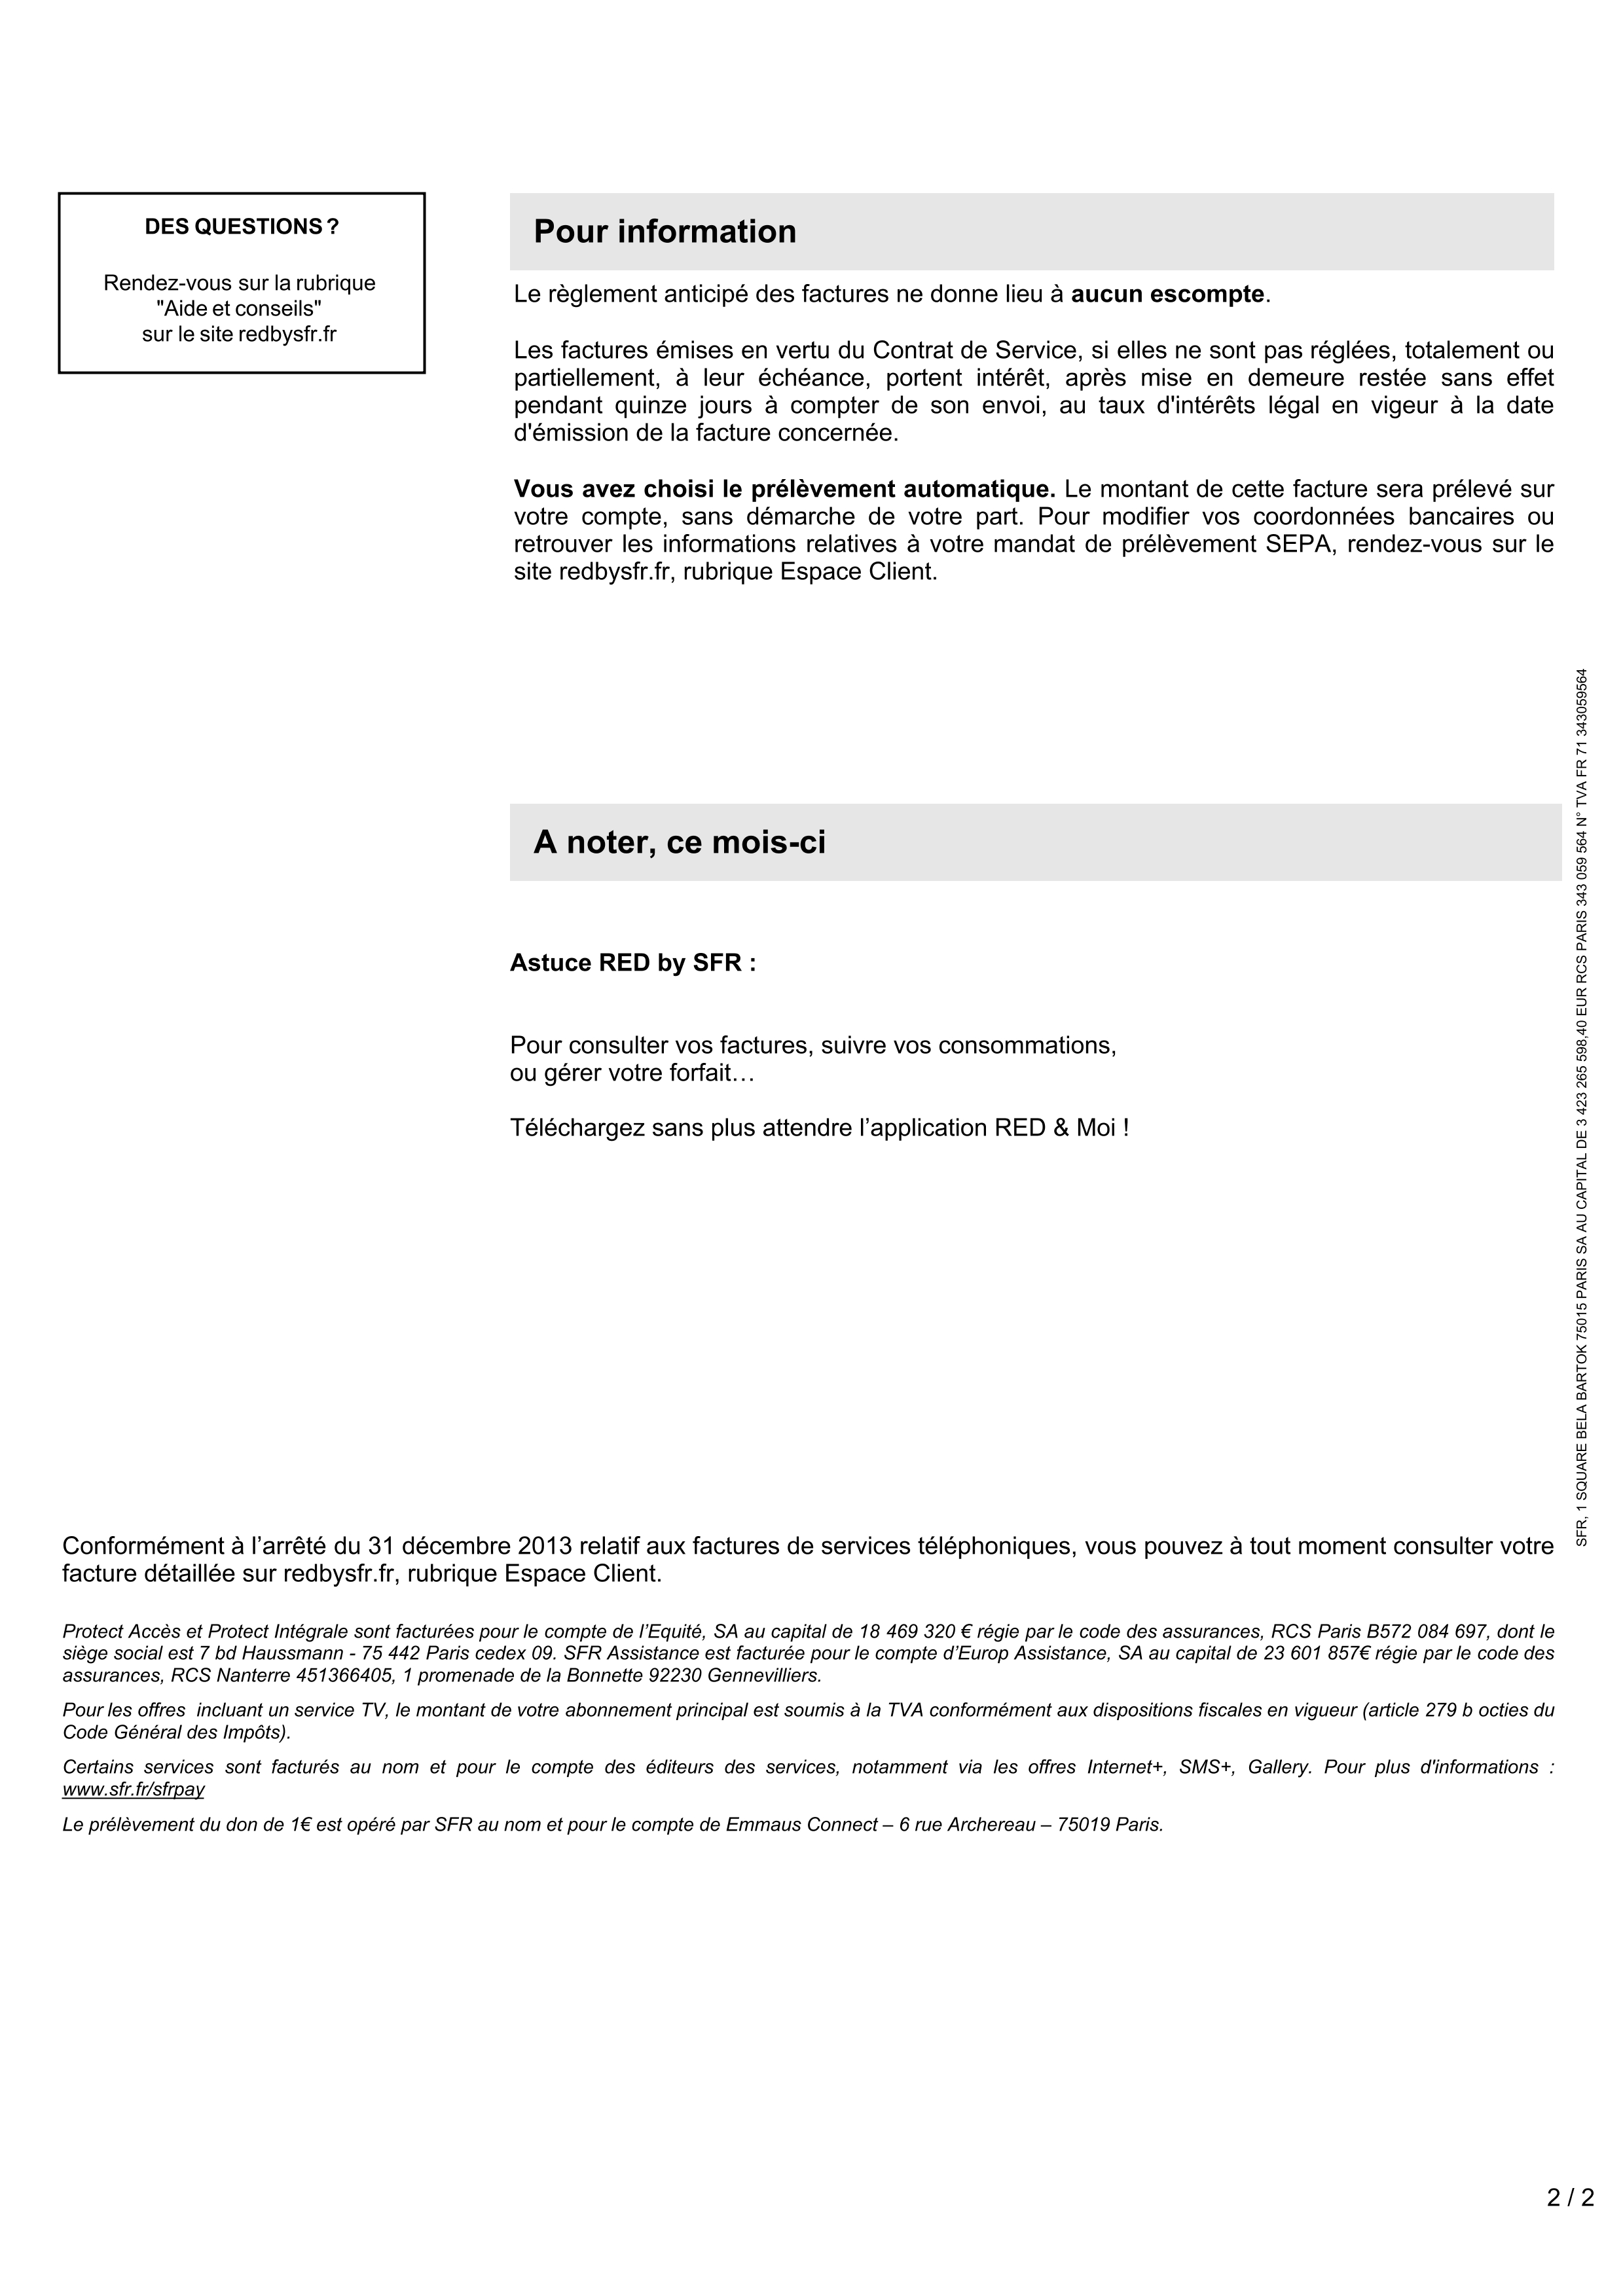 DES QUESTIONS ?
Rendez-vous sur la rubrique
"Aide et conseils"
sur le site redbysfr.fr
Pour information
Le règlement anticipé des factures ne donne lieu à aucun escompte.
Les factures émises en vertu du Contrat de Service, si elles ne sont pas réglées, totalement ou
partiellement, à leur échéance, portent intérêt, après mise en demeure restée sans effet
pendant quinze jours à compter de son envoi, au taux d'intérêts légal en vigeur à la date
d'émission de la facture concernée.
Vous avez choisi le prélèvement automatique. Le montant de cette facture sera prélevé sur
votre compte, sans démarche de votre part. Pour modifier vos coordonnées bancaires ou
retrouver les informations relatives à votre mandat de prélèvement SEPA, rendez-vous sur le
site redbysfr.fr, rubrique Espace Client.
A noter, ce mois-ci
Astuce RED by SFR :
Pour consulter vos factures, suivre vos consommations,
ou gérer votre forfait…
Téléchargez sans plus attendre l’application RED & Moi !
SFR, 1 SQUARE BELA BARTOK 75015 PARIS SA AU CAPITAL DE 3 423 265 598,40 EUR RCS PARIS 343 059 564 N° TVA FR 71 343059564
Conformément à l’arrêté du 31 décembre 2013 relatif aux factures de services téléphoniques, vous pouvez à tout moment consulter votre
facture détaillée sur redbysfr.fr, rubrique Espace Client.
Protect Accès et Protect Intégrale sont facturées pour le compte de l’Equité, SA au capital de 18 469 320 € régie par le code des assurances, RCS Paris B572 084 697, dont le
siège social est 7 bd Haussmann - 75 442 Paris cedex 09. SFR Assistance est facturée pour le compte d’Europ Assistance, SA au capital de 23 601 857€ régie par le code des
assurances, RCS Nanterre 451366405, 1 promenade de la Bonnette 92230 Gennevilliers.
Pour les offres incluant un service TV, le montant de votre abonnement principal est soumis à la TVA conformément aux dispositions fiscales en vigueur (article 279 b octies du
Code Général des Impôts).
Certains services sont facturés au nom et pour le compte des éditeurs des services, notamment via les offres Internet+, SMS+, Gallery. Pour plus d'informations :
www.sfr.fr/sfrpay
Le prélèvement du don de 1€ est opéré par SFR au nom et pour le compte de Emmaus Connect – 6 rue Archereau – 75019 Paris.
2 / 2